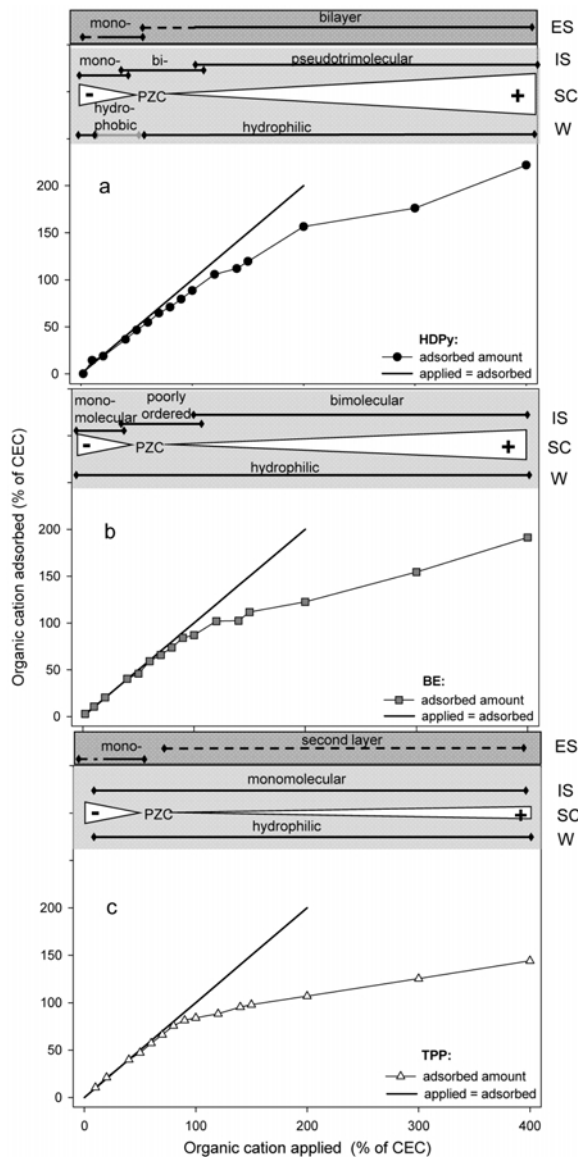 mono-
bilayer
ES
mono-
bi-
pseudotrimolecular
IS
-
PZC
+
SC
hydro-
phobic
hydrophilic
W
a
200
150
100
50
0
HDPy:
adsorbed amount
applied = adsorbed
mono-
molecular
poorly
ordered
bimolecular
IS
-
PZC
+
SC
hydrophilic
W
b
200
150
100
50
0
BE:
adsorbed amount
applied = adsorbed
Organic cation adsorbed (% of CEC)
mono-
second layer
ES
monomolecular
IS
-
PZC
+
SC
hydrophilic
W
c
200
150
100
50
0
TPP:
adsorbed amount
applied = adsorbed
0 100 200 300 400
Organic cation applied (% of CEC)